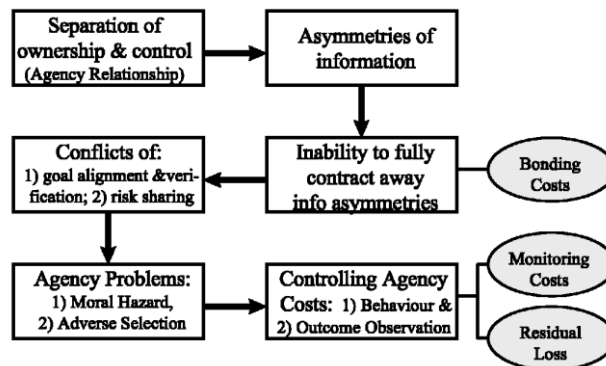 Separation of
ownership & control
(Agency Relationship)
Asymmetries of
information
Conflicts of:
1) goal alignment &veri-
fication; 2) risk sharing
Inability to fully
contract away
info asymmetries
Bonding
Costs
Agency Problems:
1) Moral Hazard,
2) Adverse Selection
Controlling Agency
Costs: 1) Behaviour &
2) Outcome Observation
Monitoring
Costs
Residual
Loss